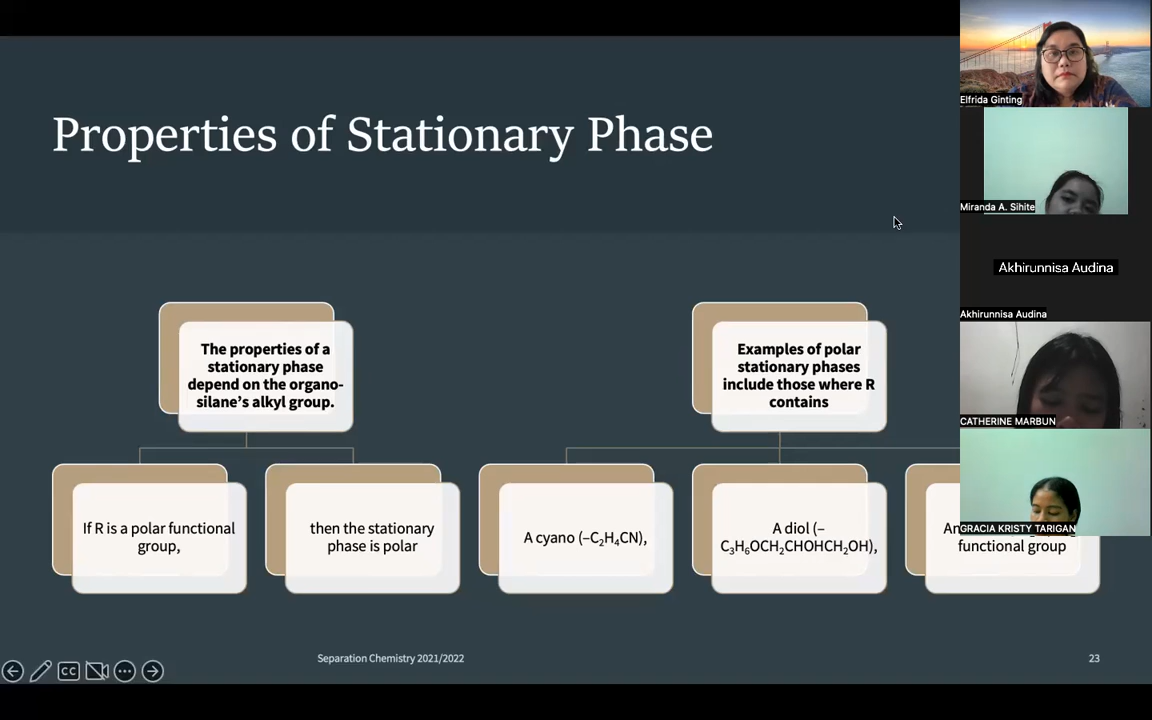 Properties of Stationary Phase
The properties of a
stationary phase
depend on the organo-
silane's alkyl group.
Examples of polar
stationary phases
include those where R
contains
If R is a polar functional
group,
then the stationary
phase is polar
A cyano (–C₂H₄CN),
A diol (–
C₃H₆OCH₂CHOHCH₂OH),
functional group
Separation Chemistry 2021/2022
23
CC
Elfrida Ginting
Miranda A. Sihite
Akhirunnisa Audina
Akhirunnisa Audina
CATHERINE MARBUN
GRACIA KRISTY TARIGAN